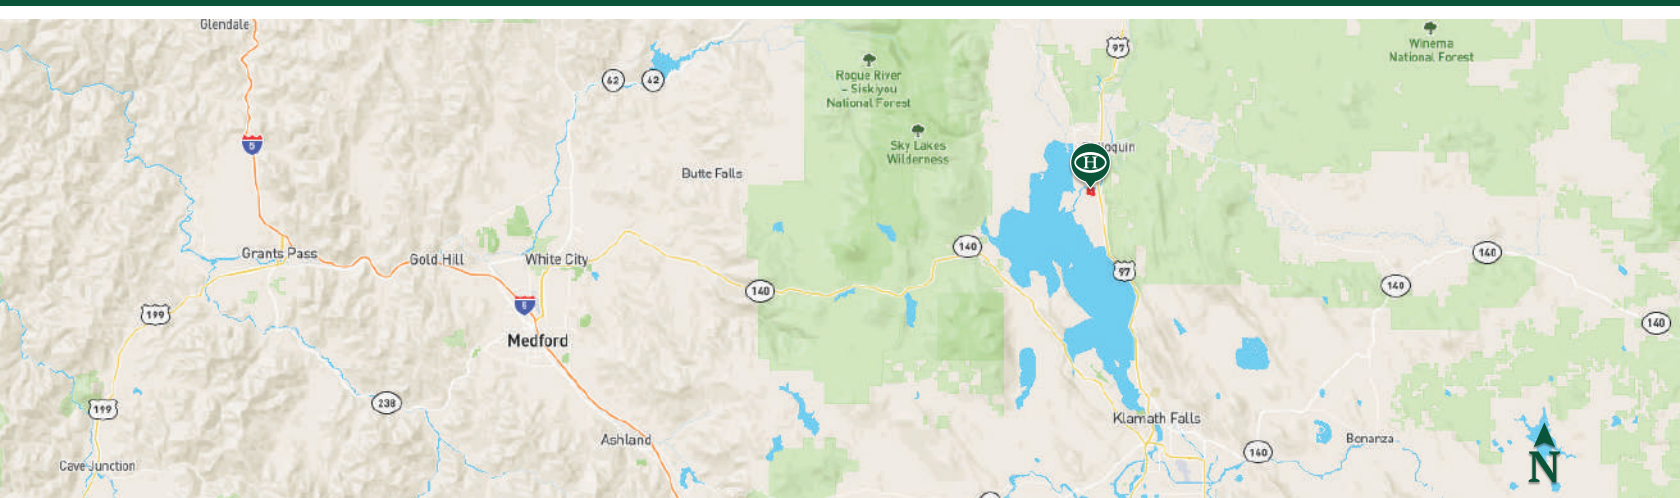 Glendale
97
Winema
National Forest
62
62
Rogue River
– Siskiyou
National Forest
5
Sky Lakes
Wilderness
oquin
H
Butte Falls
Grants Pass
Gold Hill
White City
140
140
97
140
140
140
199
5
Medford
199
238
Klamath Falls
Ashland
140
Bonanza
Cave Junction
N